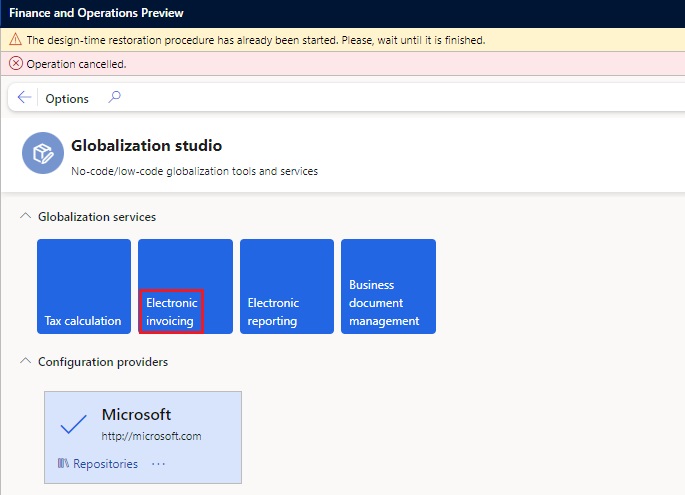 Finance and Operations Preview
The design-time restoration procedure has already been started. Please, wait until it is finished.
Operation cancelled.
Options
Globalization studio
No-code/low-code globalization tools and services
Globalization services
Tax calculation
Electronic
invoicing
Electronic
reporting
Business
document
management
Configuration providers
Microsoft
http://microsoft.com
Repositories ...